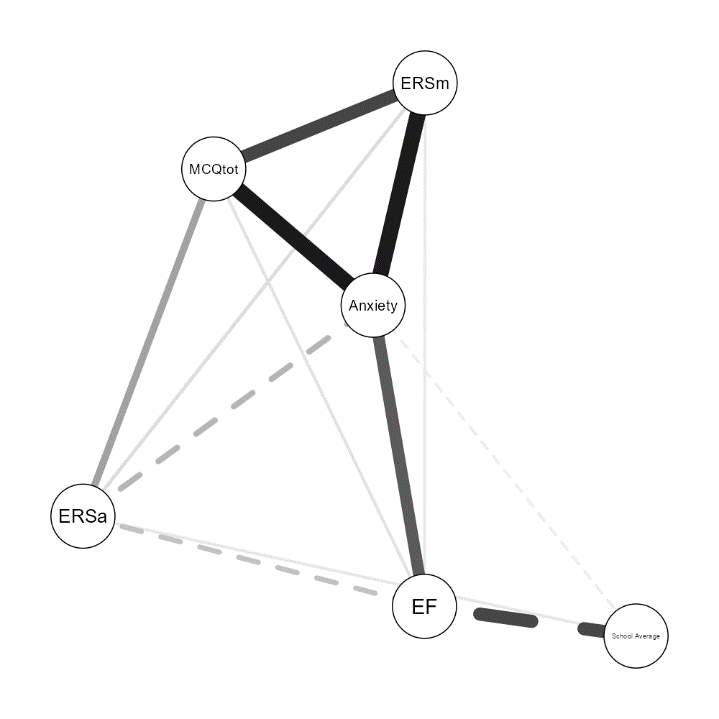 ERSm
MCQtot
Anxiety
ERSa
EF
School Average